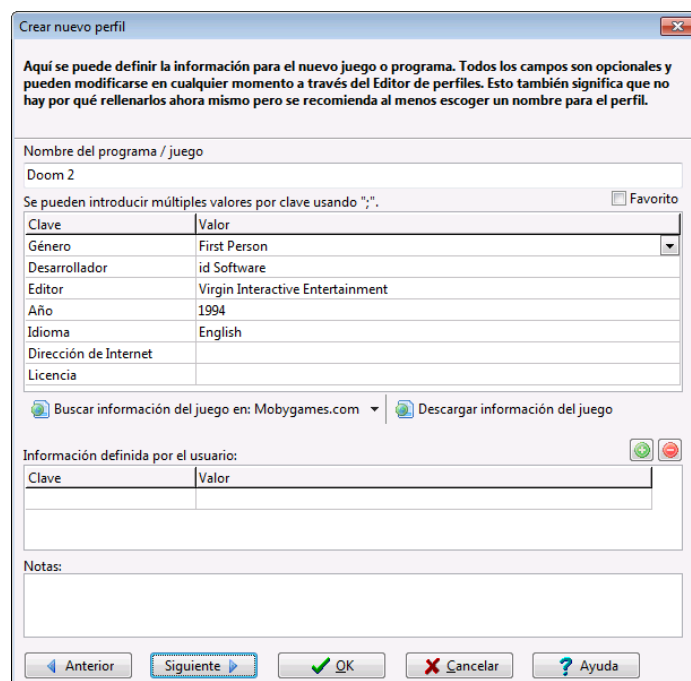 Crear nuevo perfil
Aquí se puede definir la información para el nuevo juego o programa. Todos los campos son opcionales y
pueden modificarse en cualquier momento a través del Editor de perfiles. Esto también significa que no
hay por qué rellenarlos ahora mismo pero se recomienda al menos escoger un nombre para el perfil.
Nombre del programa / juego
Doom 2
Se pueden introducir múltiples valores por clave usando ";". Favorito
Clave Valor
Género First Person
Desarrollador id Software
Editor Virgin Interactive Entertainment
Año 1994
Idioma English
Dirección de Internet
Licencia
Buscar información del juego en: Mobygames.com Descargar información del juego
Información definida por el usuario:
Clave Valor
Notas:
Anterior Siguiente OK Cancelar Ayuda